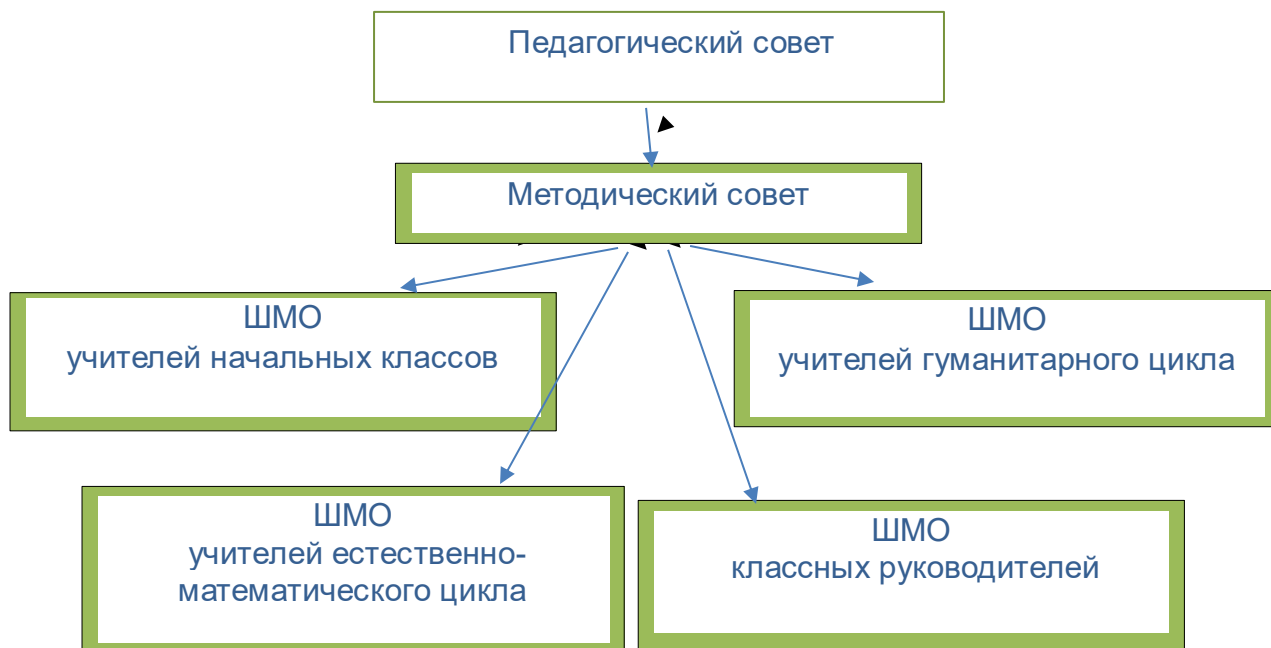 Педагогический совет
Методический совет
ШМО
учителей начальных классов
ШМО
учителей гуманитарного цикла
ШМО
учителей естественно-
математического цикла
ШМО
классных руководителей